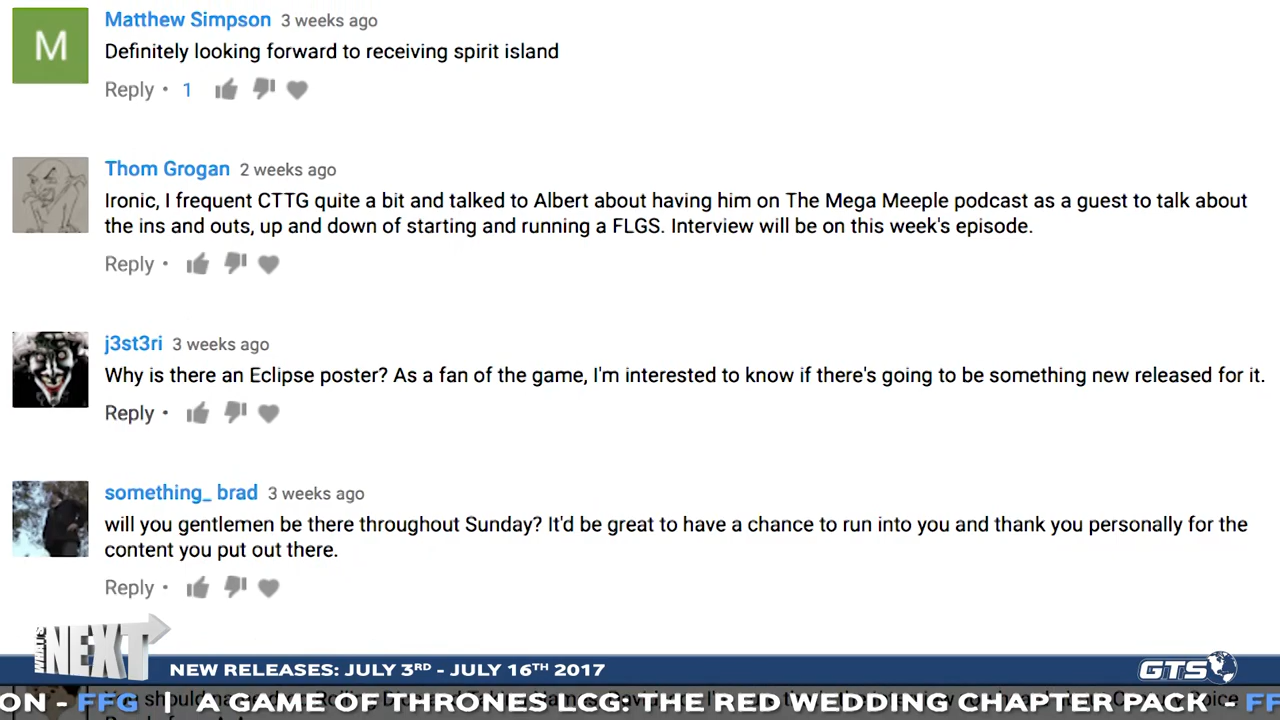 M
Matthew Simpson 3 weeks ago
Definitely looking forward to receiving spirit island
Reply • 1
Thom Grogan 2 weeks ago
Ironic, I frequent CTTG quite a bit and talked to Albert about having him on The Mega Meeple podcast as a guest to talk about
the ins and outs, up and down of starting and running a FLGS. Interview will be on this week's episode.
Reply •
j3st3ri 3 weeks ago
Why is there an Eclipse poster? As a fan of the game, I'm interested to know if there's going to be something new released for it.
Reply •
something_ brad 3 weeks ago
will you gentlemen be there throughout Sunday? It'd be great to have a chance to run into you and thank you personally for the
content you put out there.
Reply •
WHAT'S NEXT
NEW RELEASES: JULY 3RD - JULY 16TH 2017
GTS
ON - FFG | A GAME OF THRONES LCG: THE RED WEDDING CHAPTER PACK - FF